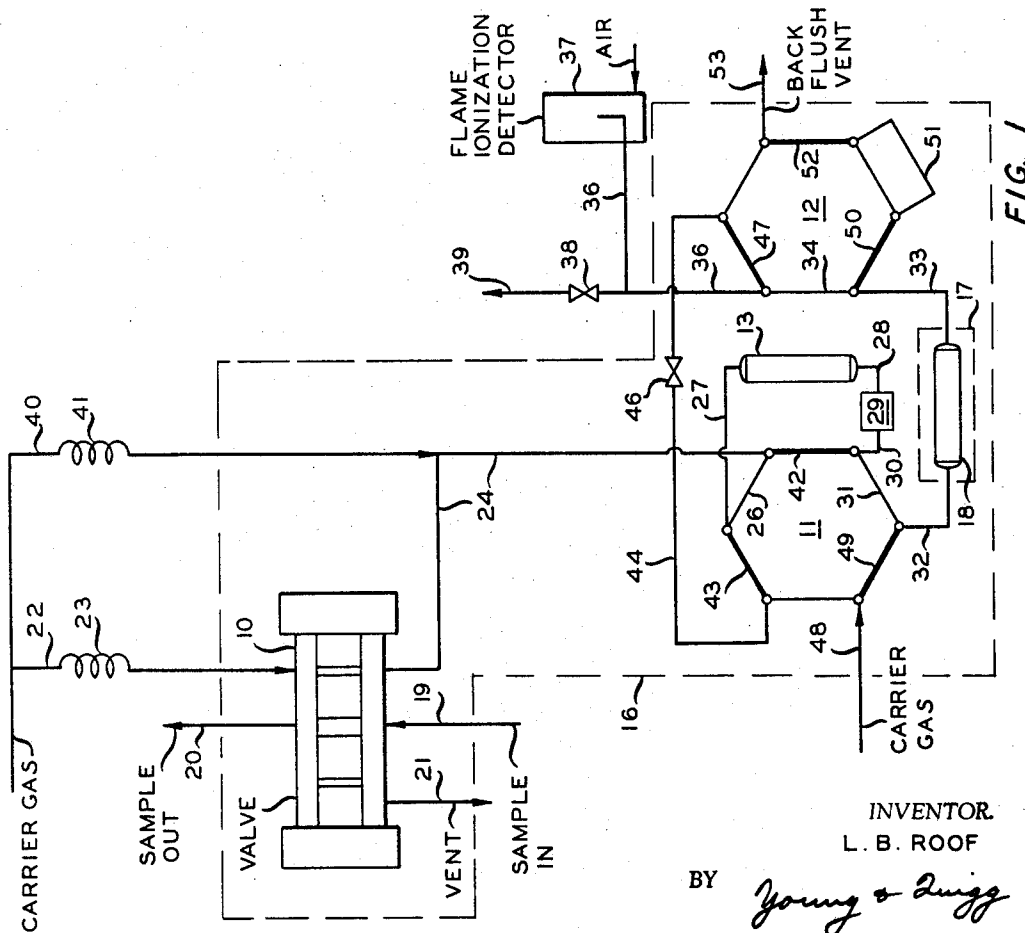 CARRIER GAS
22
23
40
41
SAMPLE
OUT
20
VALVE
10
VENT
21
19
SAMPLE
IN
24
16
FLAME
IONIZATION
DETECTOR
37
AIR
36
39
38
36
53
BACK
FLUSH
VENT
47
12
52
50
51
34
33
17
18
46
44
27
13
28
29
30
26
42
31
11
43
49
32
48
CARRIER
GAS
FIG. 1
INVENTOR.
L. B. ROOF
BY Young & Quigg